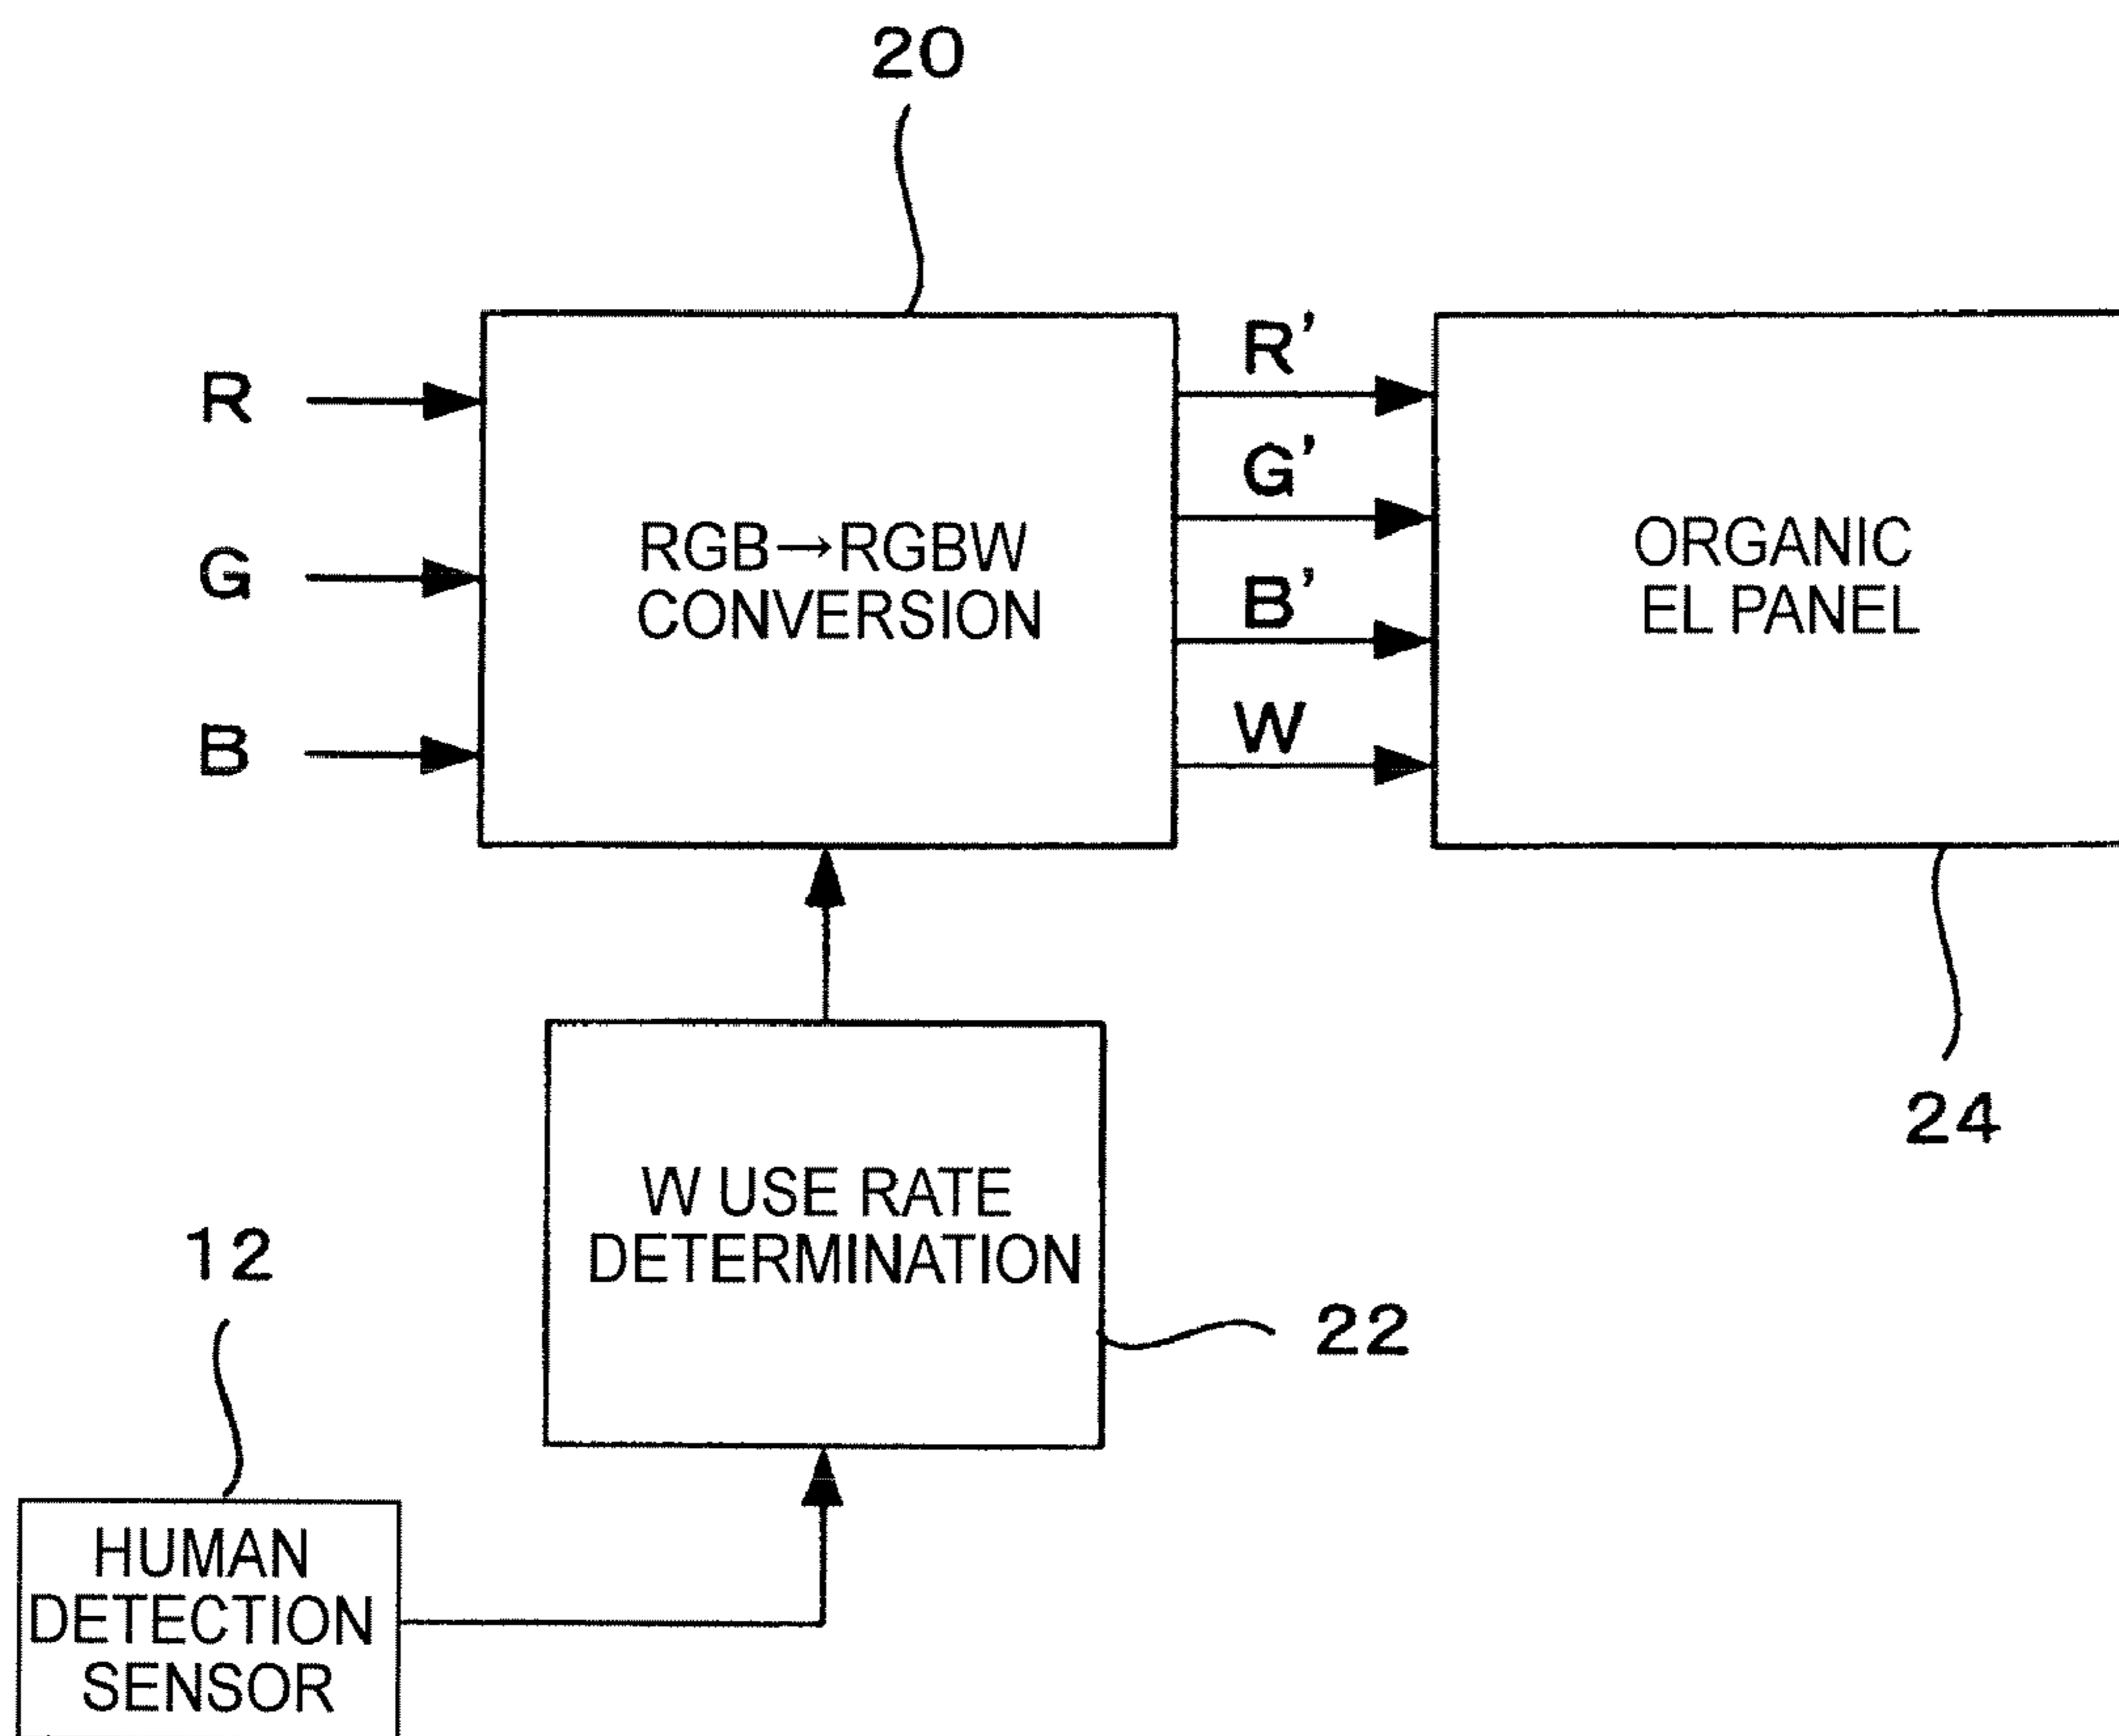 20
R
G
B
RGB→RGBW
CONVERSION
R'
G'
B'
W
ORGANIC
EL PANEL
24
W USE RATE
DETERMINATION
22
12
HUMAN
DETECTION
SENSOR